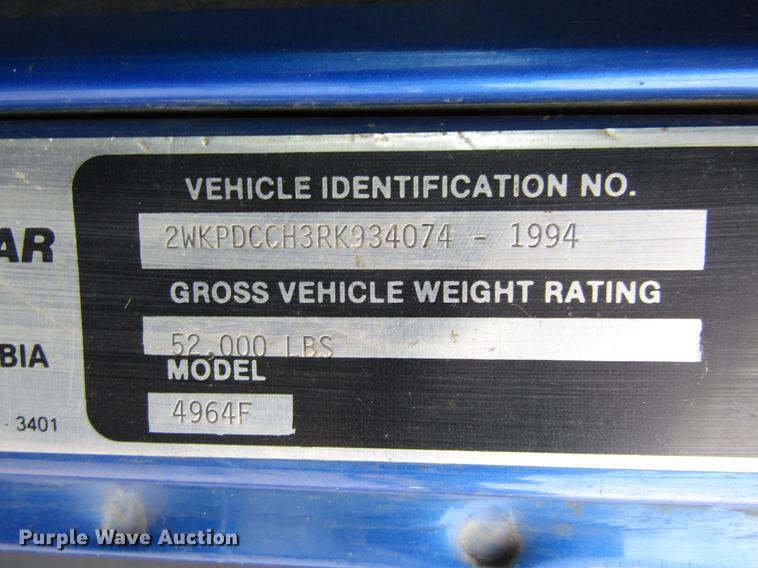 VEHICLE IDENTIFICATION NO.
2WKPDCCH3RK934074 - 1994
AR
GROSS VEHICLE WEIGHT RATING
52,000 LBS
BIA
MODEL
4964F
- 3401
Purple Wave Auction